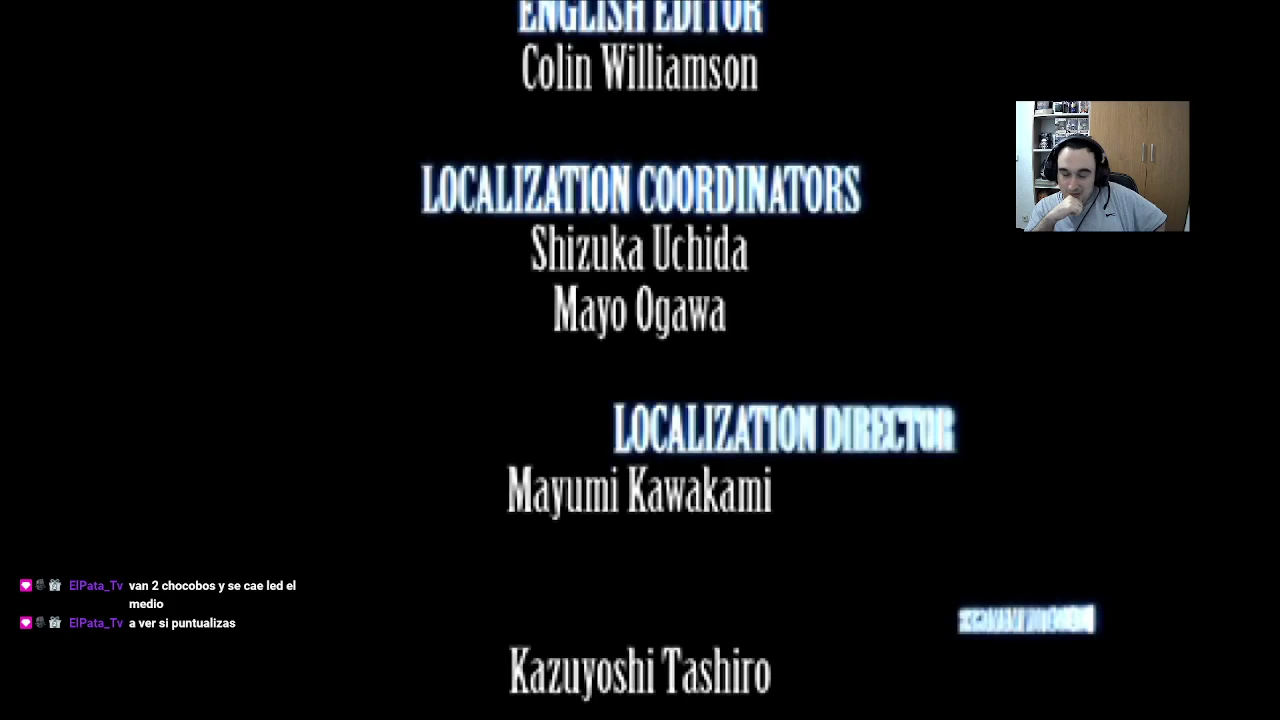 ENGLISH EDITOR
Colin Williamson
LOCALIZATION COORDINATORS
Shizuka Uchida
Mayo Ogawa
LOCALIZATION DIRECTOR
Mayumi Kawakami
Kazuyoshi Tashiro
ElPata_Tv van 2 chocobos y se cae led el
medio
ElPata_Tv a ver si puntualizas